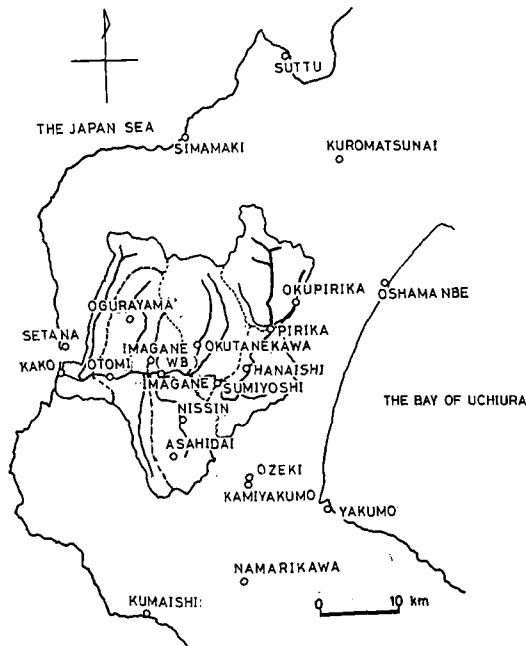 SUTTU
THE JAPAN SEA
SIMAMAKI
KUROMATSUNAI
OKUPIRIKA
OSHAMANBE
OGURAYAMA
PIRIKA
SETANA
IMAGANE
W.B
OKUTANEKAWA
KAKO
OTOMI
HANAISHI
IMAGANE
SUMIYOSHI
THE BAY OF UCHIURA
NISSIN
ASAHIDAI
OZEKI
KAMIYAKUMO
YAKUMO
NAMARIKAWA
KUMAISHI
0 10 km